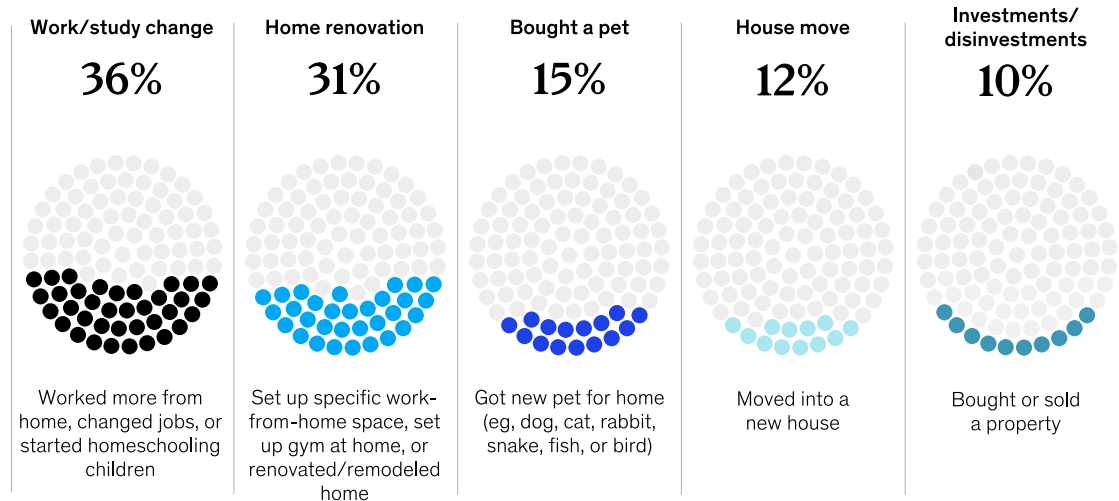 Work/study change
36%
Worked more from
home, changed jobs, or
started homeschooling
children
Home renovation
31%
Set up specific work-
from-home space, set
up gym at home, or
renovated/remodeled
home
Bought a pet
15%
Got new pet for home
(eg, dog, cat, rabbit,
snake, fish, or bird)
House move
12%
Moved into a
new house
Investments/
disinvestments
10%
Bought or sold
a property